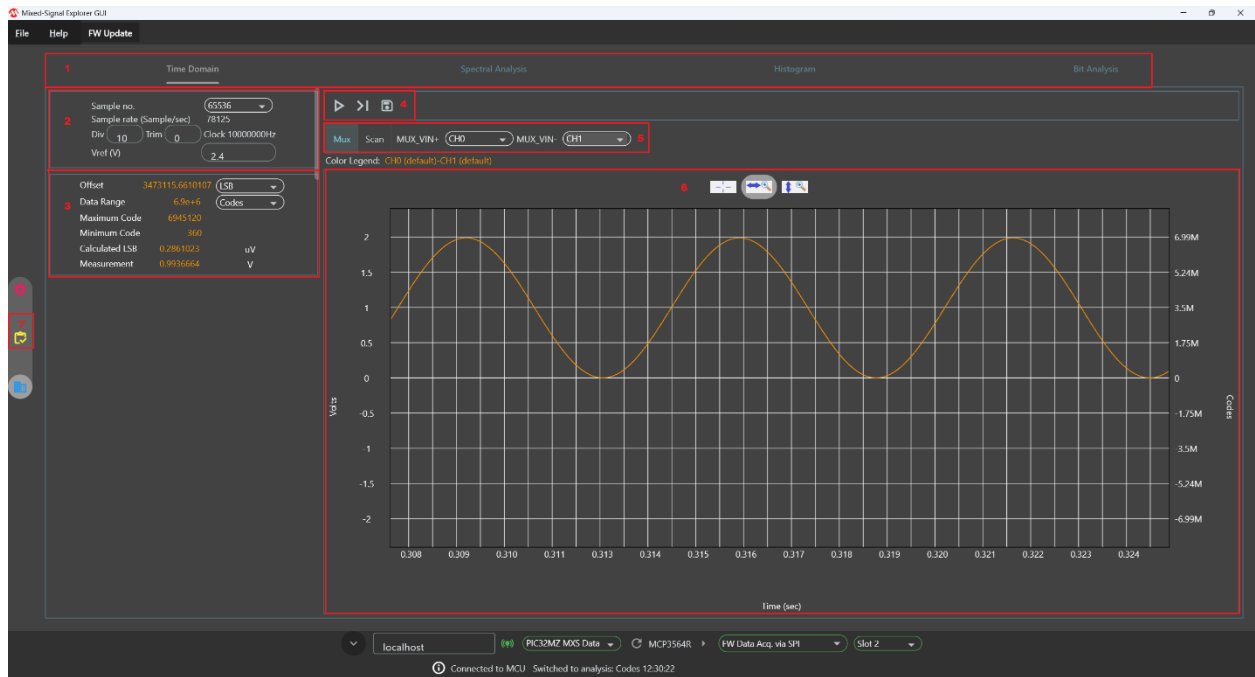 Mixed-Signal Explorer GUI
File Help FW Update
1 Time Domain Spectral Analysis Histogram Bit Analysis
2
Sample no. 65536
Sample rate (Sample/sec) 78125
Div 10 Trim 0 Clock 10000000Hz
Vref (V) 2.4
3
Offset 3473115.6610107 LSB
Data Range 6.9e+6 Codes
Maximum Code 6945120
Minimum Code 360
Calculated LSB 0.2861023 uV
Measurement 0.9936664 V
4
Mux Scan MUX_VIN+ CH0 MUX_VIN- CH1 5
Color Legend: CH0 (default)-CH1 (default)
6
2 6.99M
1.5 5.24M
1 3.5M
0.5 1.75M
0 0
-0.5 -1.75M
-1 -3.5M
-1.5 -5.24M
-2 -6.99M
Volts
Codes
0.308 0.309 0.310 0.311 0.313 0.314 0.315 0.316 0.317 0.318 0.319 0.320 0.321 0.322 0.323 0.324
Time (sec)
localhost PIC32MZ MXS Data MCP3564R FW Data Acq. via SPI Slot 2
Connected to MCU Switched to analysis: Codes 12:30:22